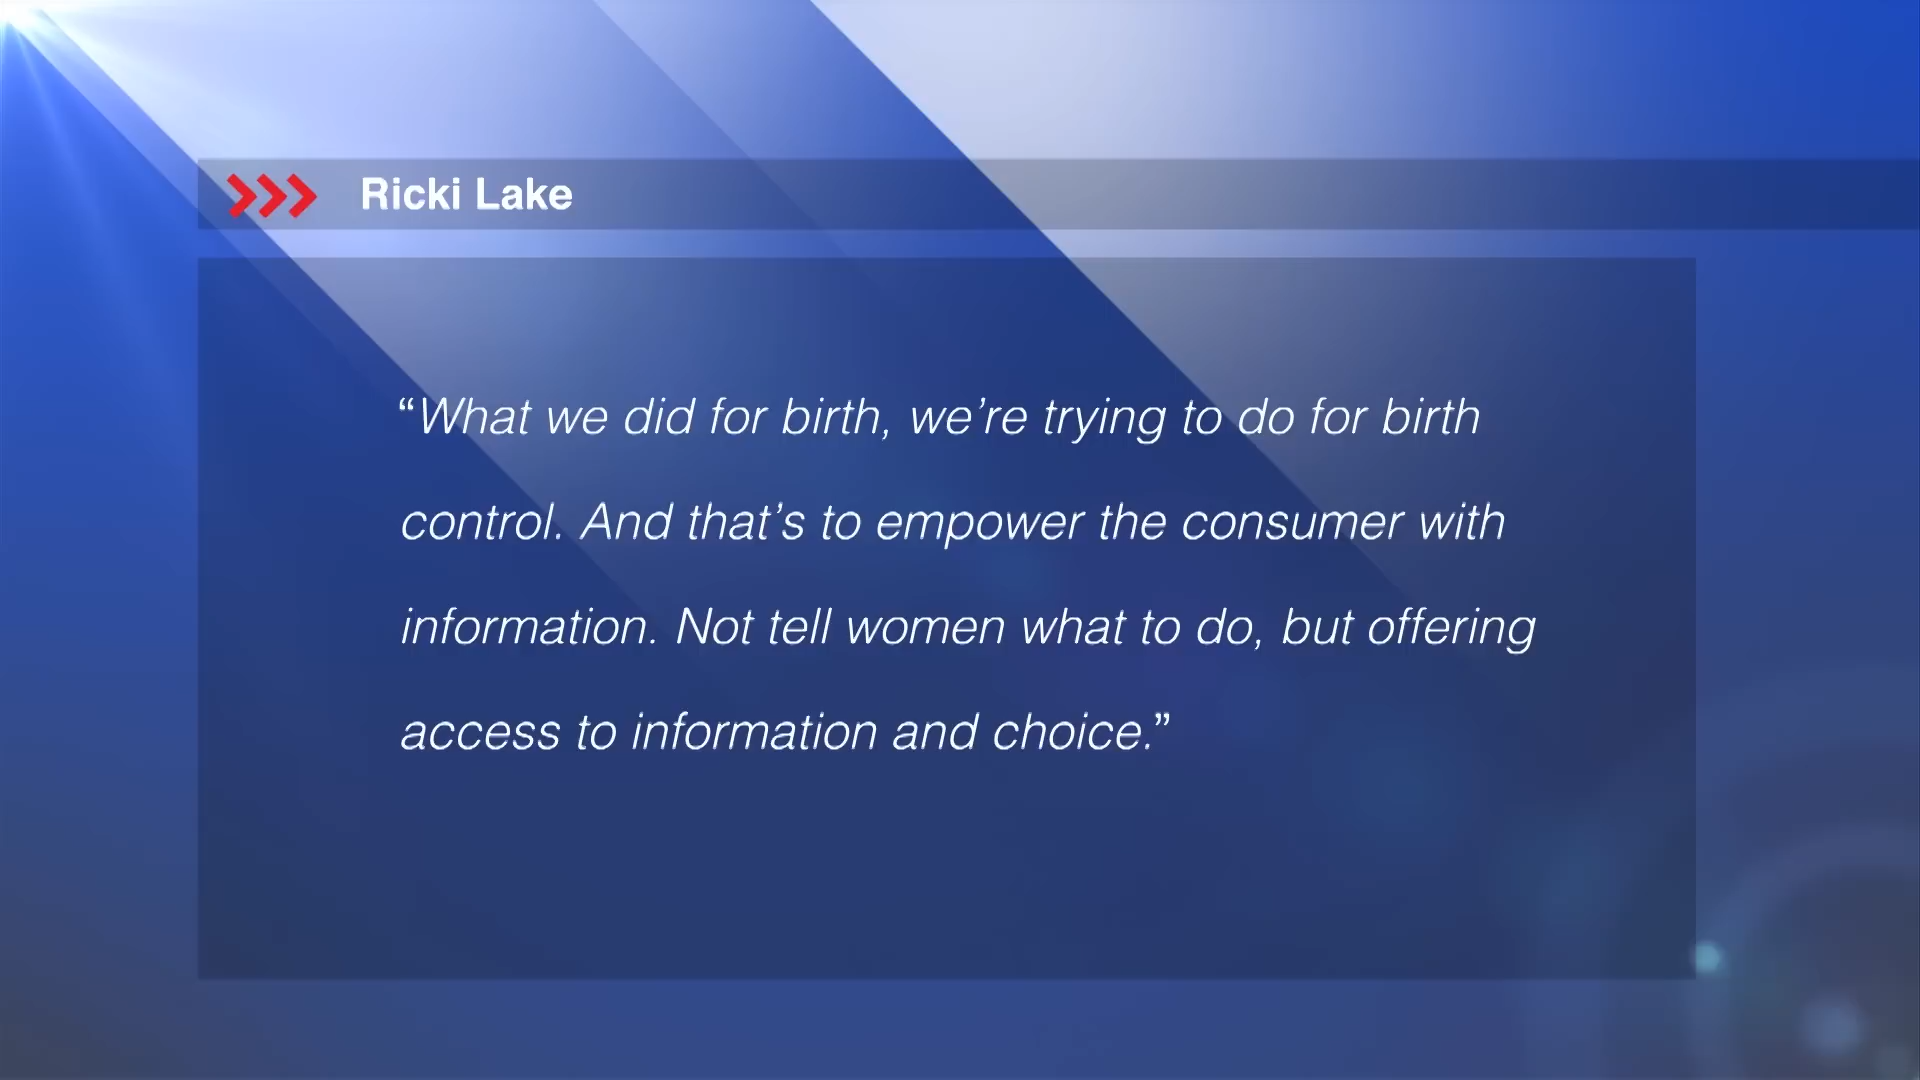 Ricki Lake
“What we did for birth, we’re trying to do for birth
control. And that’s to empower the consumer with
information. Not tell women what to do, but offering
access to information and choice.”